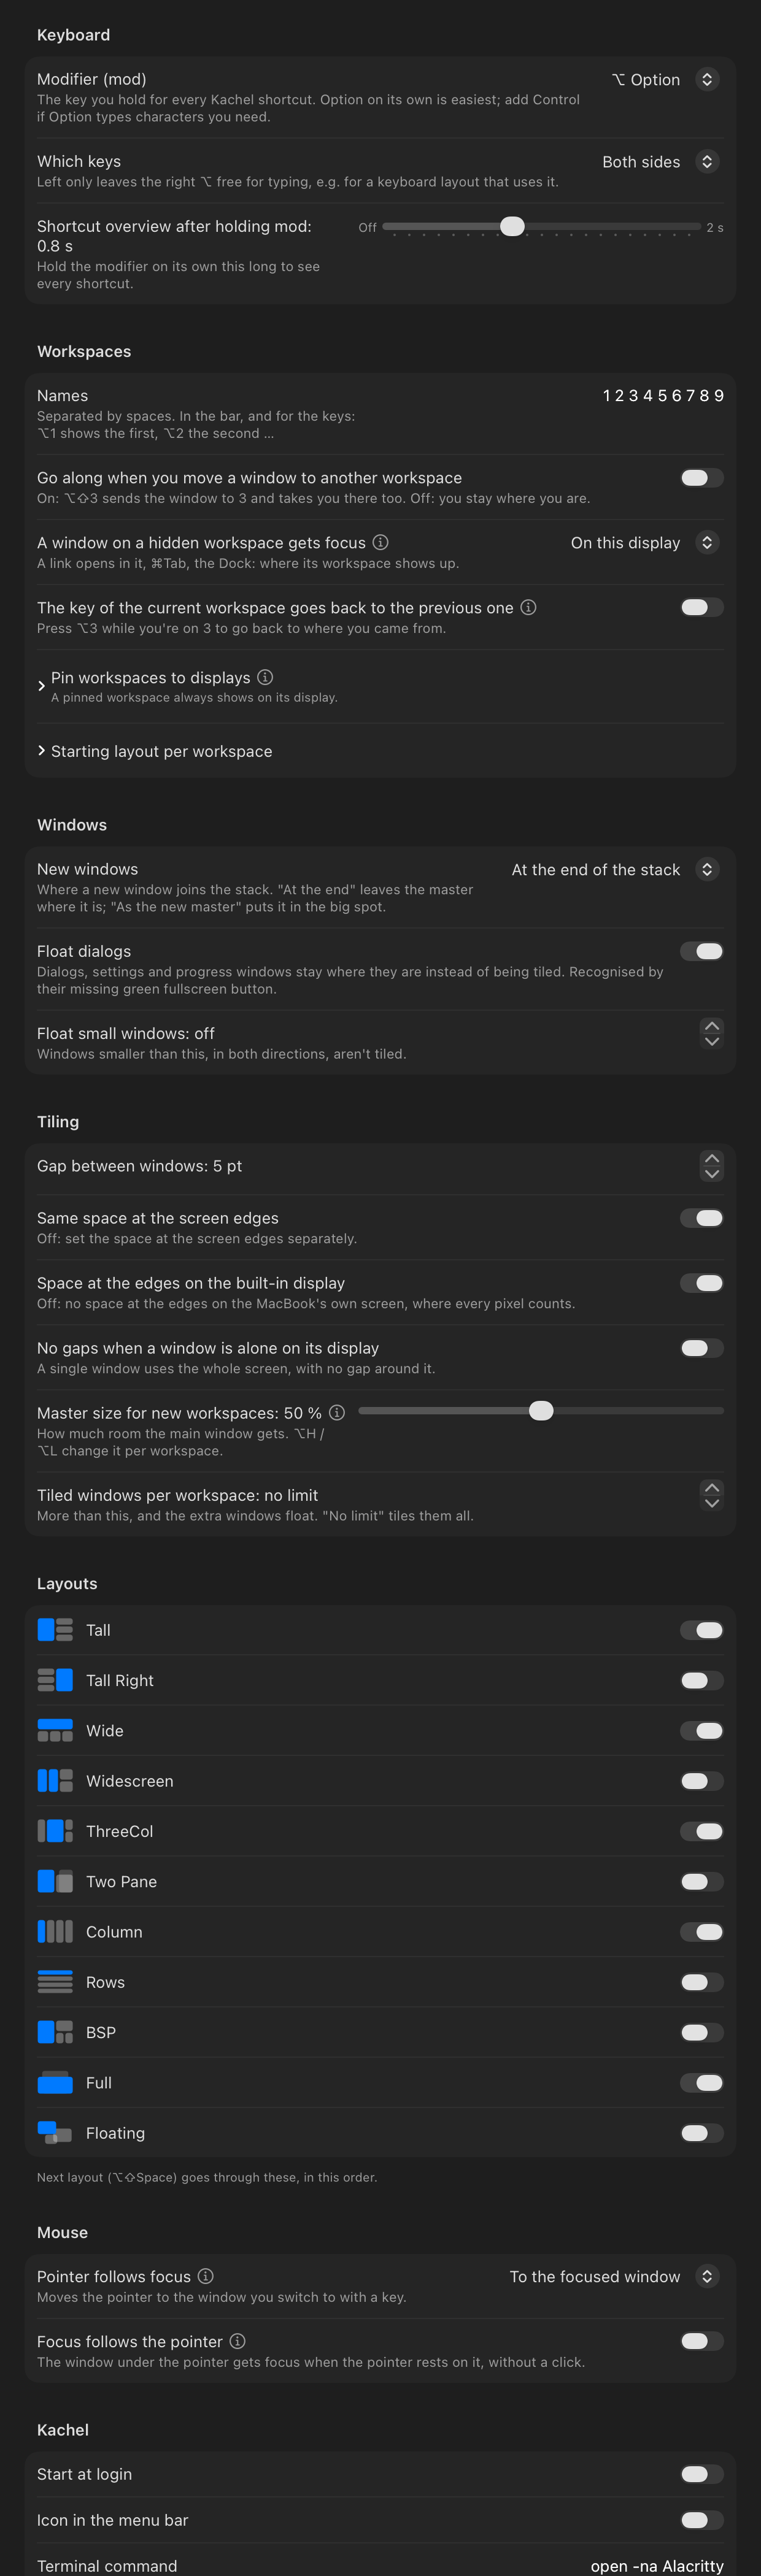 Keyboard
Modifier (mod)
⌥ Option
The key you hold for every Kachel shortcut. Option on its own is easiest; add Control
if Option types characters you need.
Which keys
Both sides
Left only leaves the right ⌥ free for typing, e.g. for a keyboard layout that uses it.
Shortcut overview after holding mod:
0.8 s
Off
2 s
Hold the modifier on its own this long to see
every shortcut.
Workspaces
Names
1 2 3 4 5 6 7 8 9
Separated by spaces. In the bar, and for the keys:
⌥1 shows the first, ⌥2 the second ...
Go along when you move a window to another workspace
On: ⌥⇧3 sends the window to 3 and takes you there too. Off: you stay where you are.
A window on a hidden workspace gets focus
On this display
A link opens in it, ⌘Tab, the Dock: where its workspace shows up.
The key of the current workspace goes back to the previous one
Press ⌥3 while you're on 3 to go back to where you came from.
Pin workspaces to displays
A pinned workspace always shows on its display.
Starting layout per workspace
Windows
New windows
At the end of the stack
Where a new window joins the stack. "At the end" leaves the master
where it is; "As the new master" puts it in the big spot.
Float dialogs
Dialogs, settings and progress windows stay where they are instead of being tiled. Recognised by
their missing green fullscreen button.
Float small windows: off
Windows smaller than this, in both directions, aren't tiled.
Tiling
Gap between windows: 5 pt
Same space at the screen edges
Off: set the space at the screen edges separately.
Space at the edges on the built-in display
Off: no space at the edges on the MacBook's own screen, where every pixel counts.
No gaps when a window is alone on its display
A single window uses the whole screen, with no gap around it.
Master size for new workspaces: 50 %
How much room the main window gets. ⌥H /
⌥L change it per workspace.
Tiled windows per workspace: no limit
More than this, and the extra windows float. "No limit" tiles them all.
Layouts
Tall
Tall Right
Wide
Widescreen
ThreeCol
Two Pane
Column
Rows
BSP
Full
Floating
Next layout (⌥⇧Space) goes through these, in this order.
Mouse
Pointer follows focus
To the focused window
Moves the pointer to the window you switch to with a key.
Focus follows the pointer
The window under the pointer gets focus when the pointer rests on it, without a click.
Kachel
Start at login
Icon in the menu bar
Terminal command
open -na Alacritty